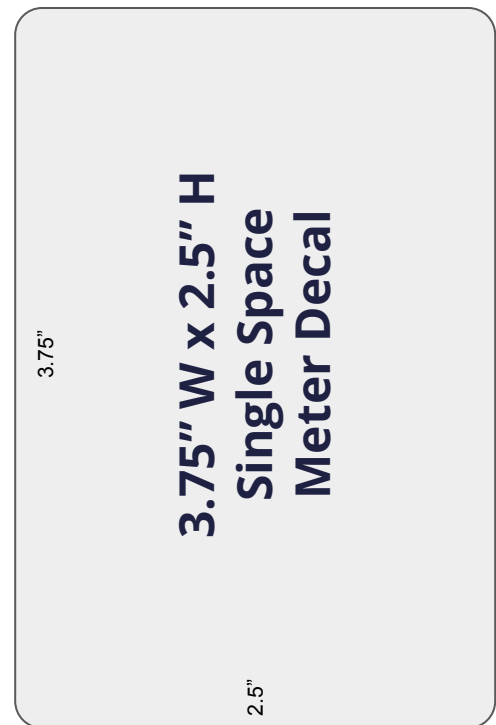 3.75”
3.75” W x 2.5” H
Single Space
Meter Decal
2.5”